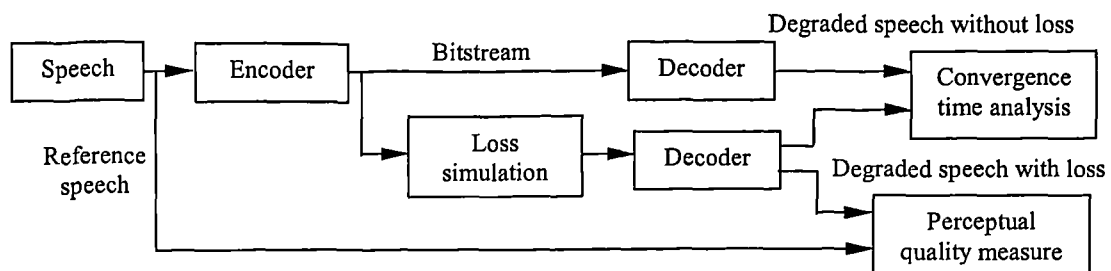 Degraded speech without loss
Speech
Encoder
Bitstream
Decoder
Convergence
time analysis
Reference
speech
Loss
simulation
Decoder
Degraded speech with loss
Perceptual
quality measure